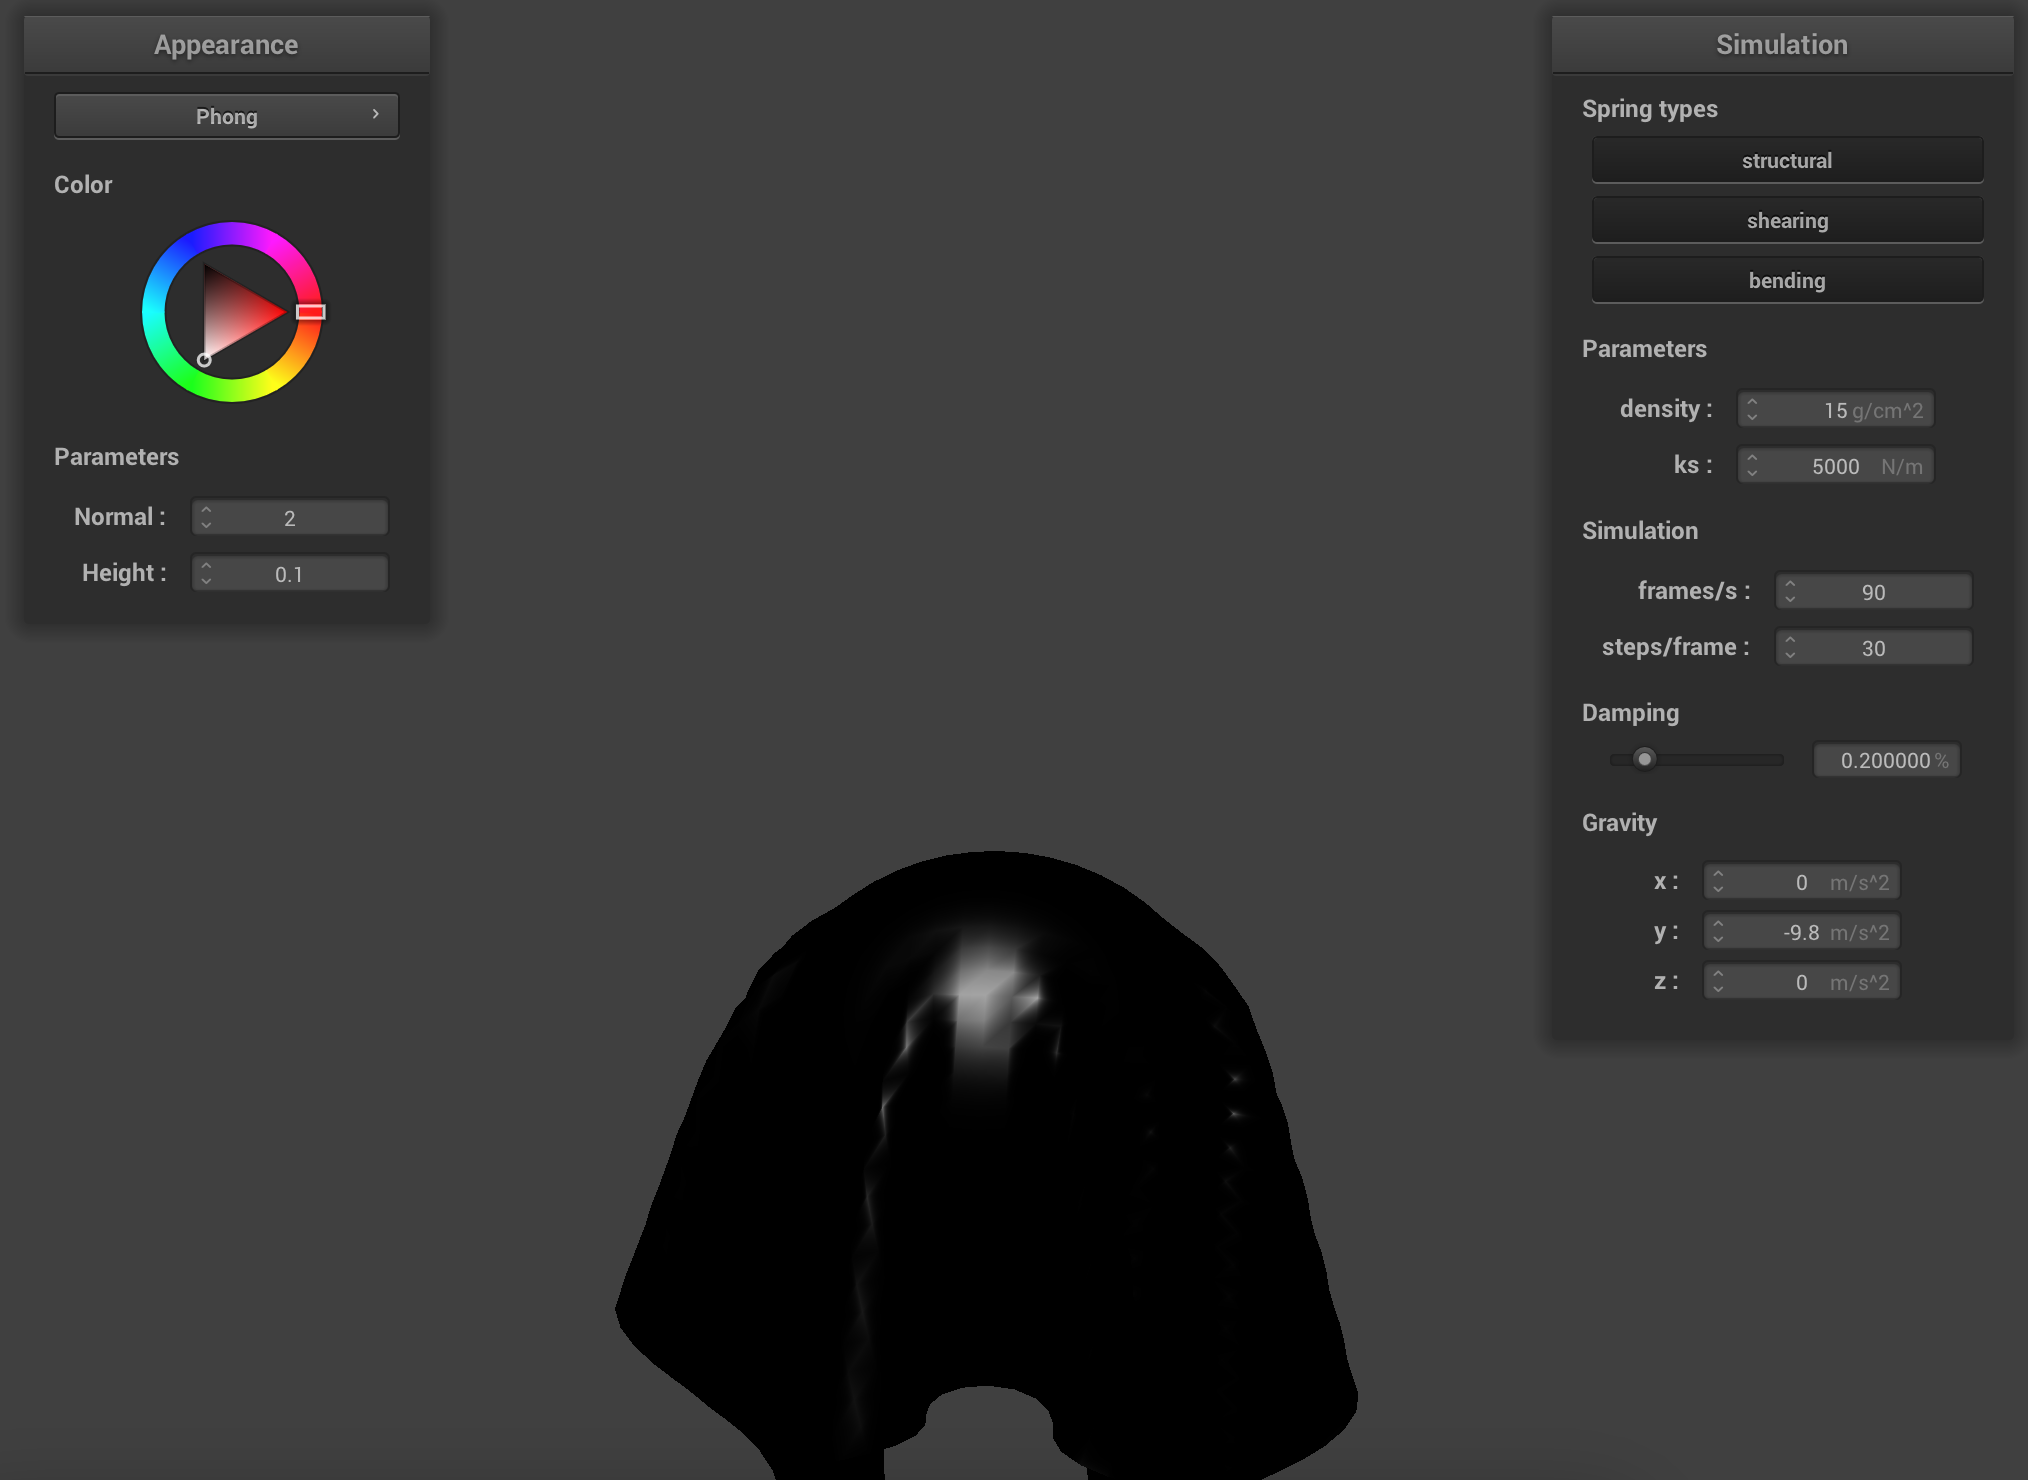 Appearance
Phong
Color
Parameters
Normal : 2
Height : 0.1
Simulation
Spring types
structural
shearing
bending
Parameters
density : 15 g/cm^2
ks : 5000 N/m
Simulation
frames/s : 90
steps/frame : 30
Damping
0.200000 %
Gravity
x : 0 m/s^2
y : -9.8 m/s^2
z : 0 m/s^2